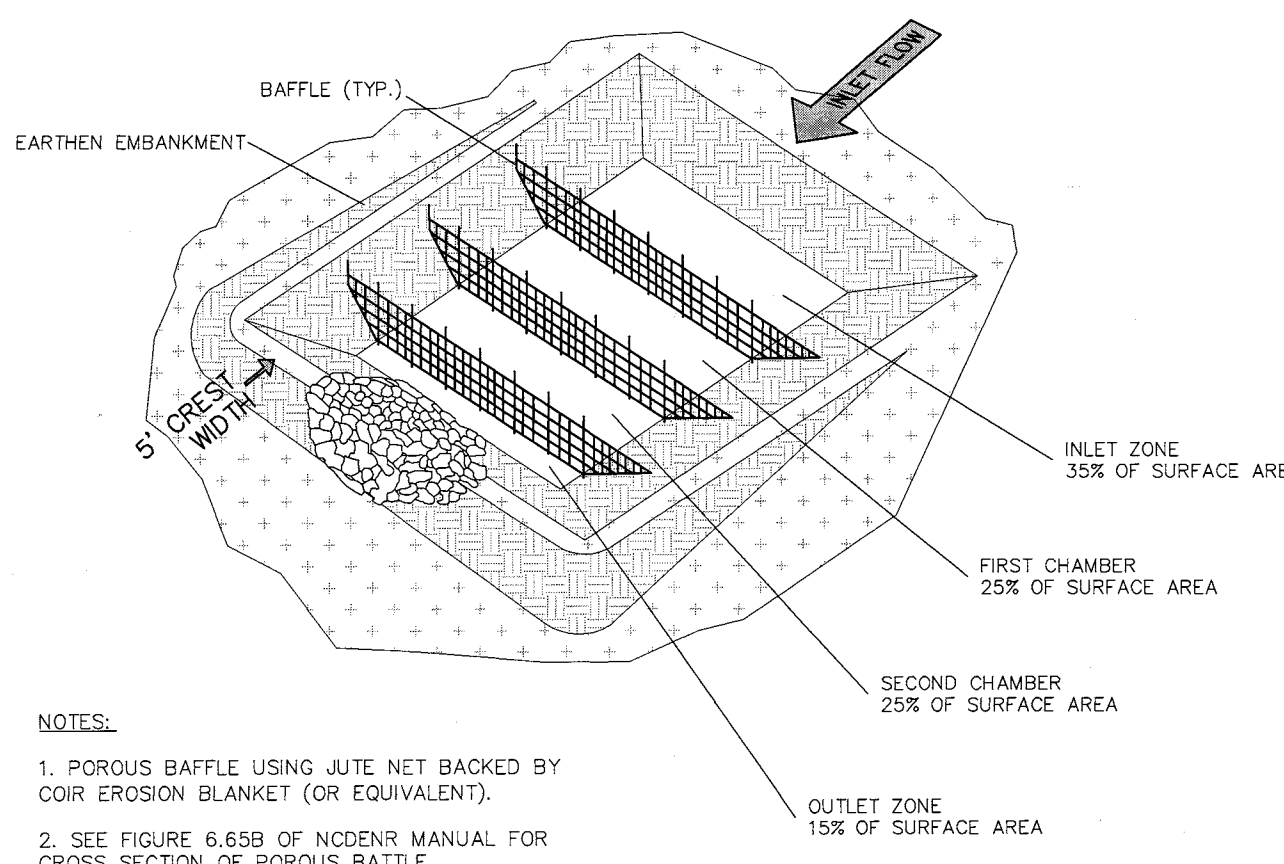 INLET FLOW
BAFFLE (TYP.)
EARTHEN EMBANKMENT
5' CREST
WIDTH
INLET ZONE
35% OF SURFACE ARE
FIRST CHAMBER
25% OF SURFACE AREA
SECOND CHAMBER
25% OF SURFACE AREA
OUTLET ZONE
15% OF SURFACE AREA
NOTES:
1. POROUS BAFFLE USING JUTE NET BACKED BY
COIR EROSION BLANKET (OR EQUIVALENT).
2. SEE FIGURE 6.65B OF NCDENR MANUAL FOR
CROSS SECTION OF POROUS BATTLE